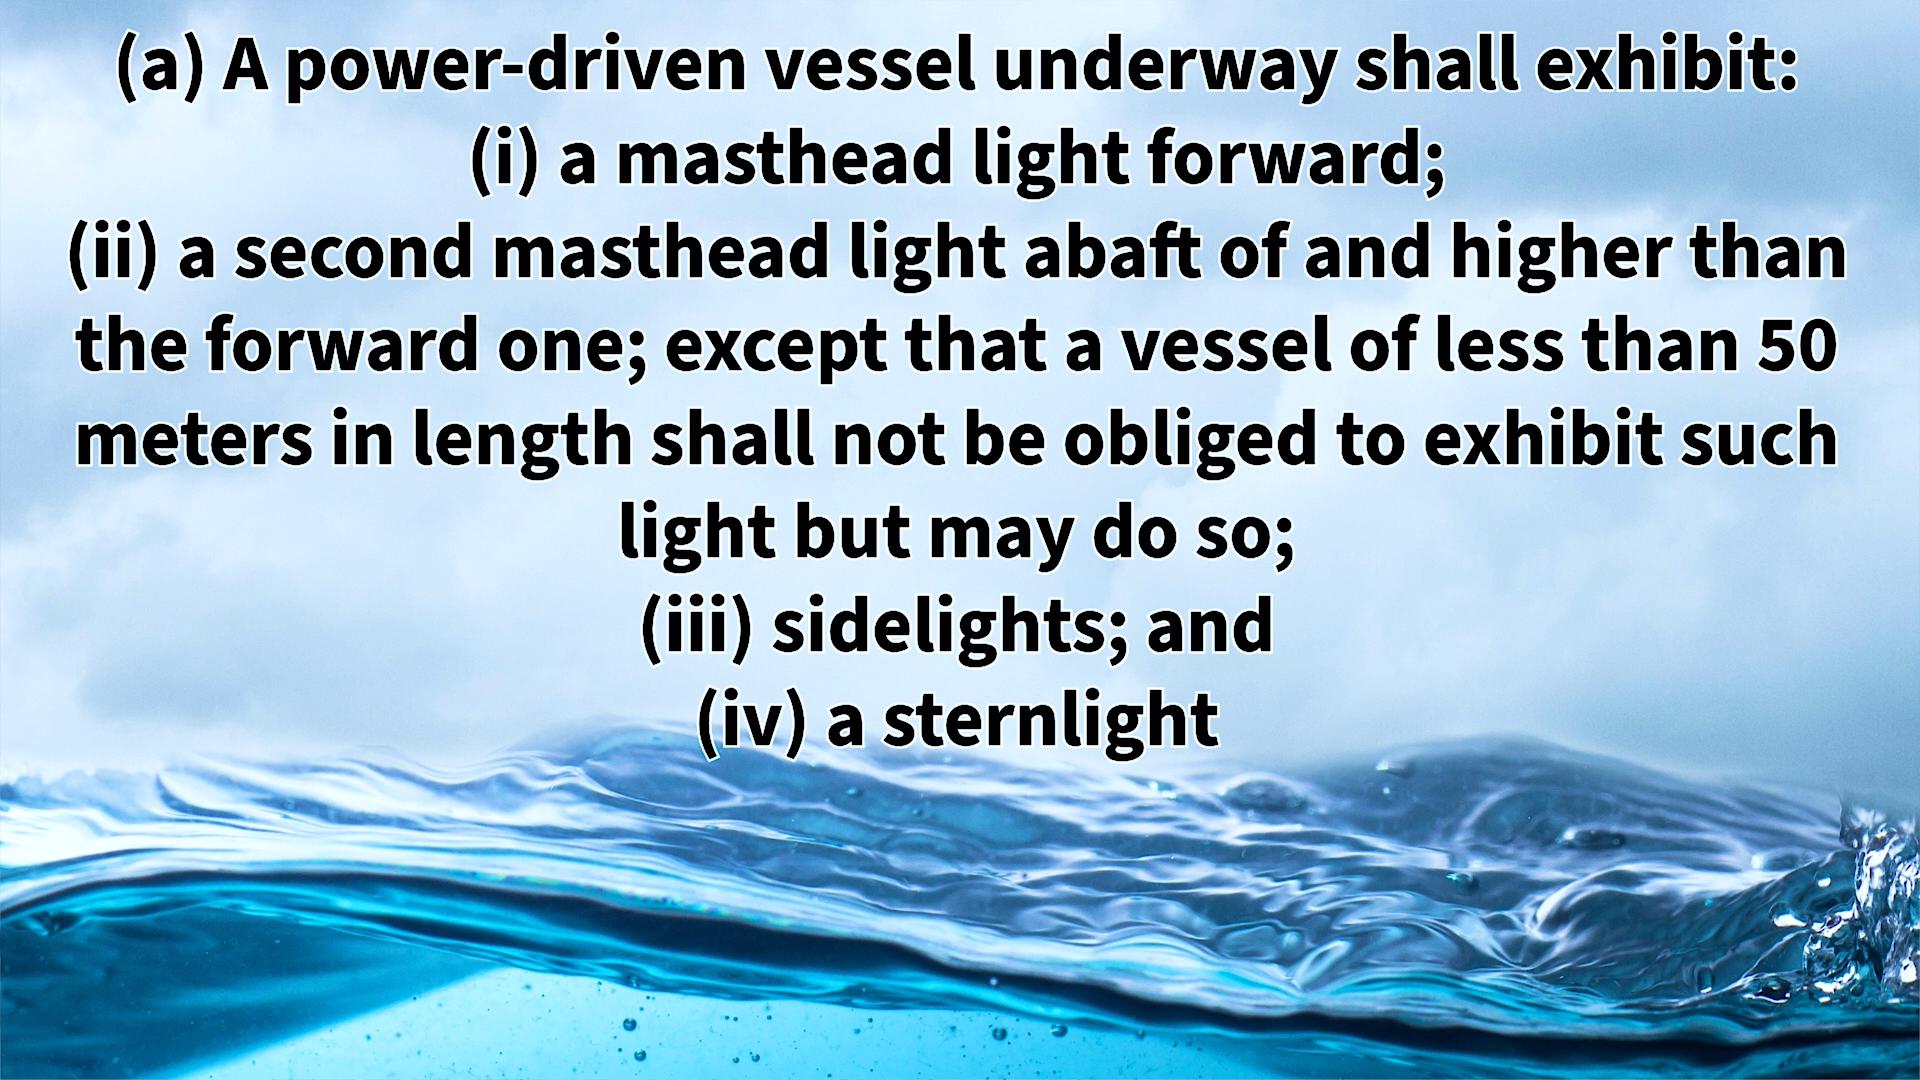 (a) A power-driven vessel underway shall exhibit:
(i) a masthead light forward;
(ii) a second masthead light abaft of and higher than
the forward one; except that a vessel of less than 50
meters in length shall not be obliged to exhibit such
light but may do so;
(iii) sidelights; and
(iv) a sternlight